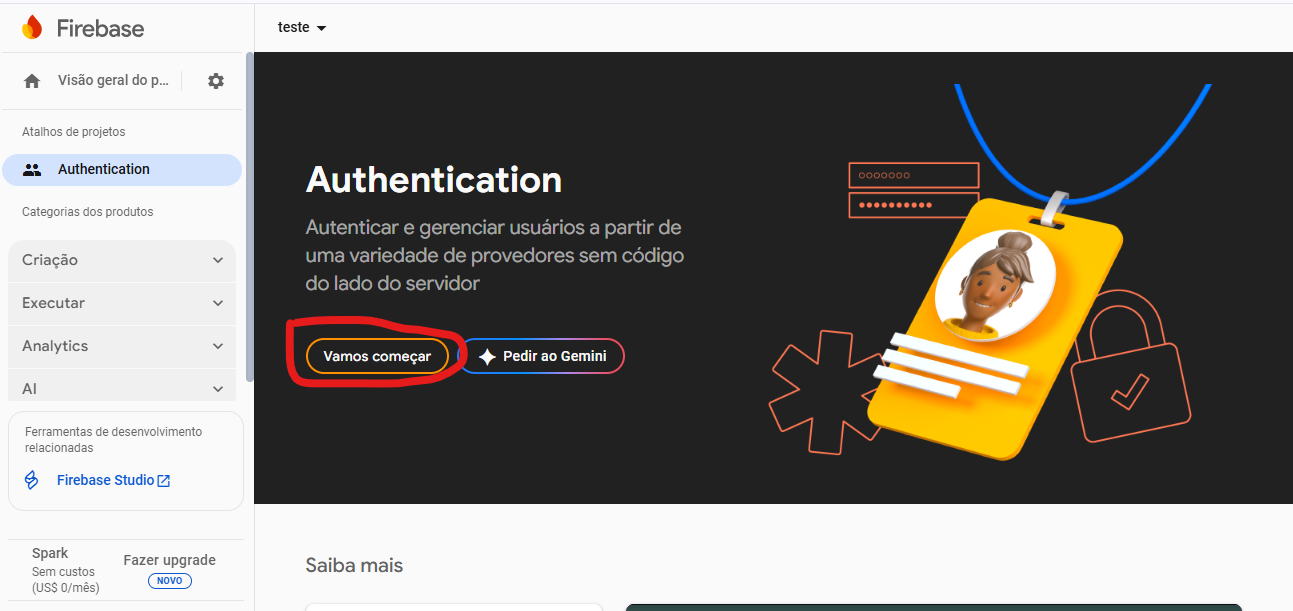 Firebase
teste
Visão geral do p...
Atalhos de projetos
Authentication
Categorias dos produtos
Criação
Executar
Analytics
AI
Ferramentas de desenvolvimento
relacionadas
Firebase Studio
Spark
Sem custos
(US$ 0/mês)
Fazer upgrade
NOVO
Authentication
Autenticar e gerenciar usuários a partir de
uma variedade de provedores sem código
do lado do servidor
Vamos começar
Pedir ao Gemini
Saiba mais